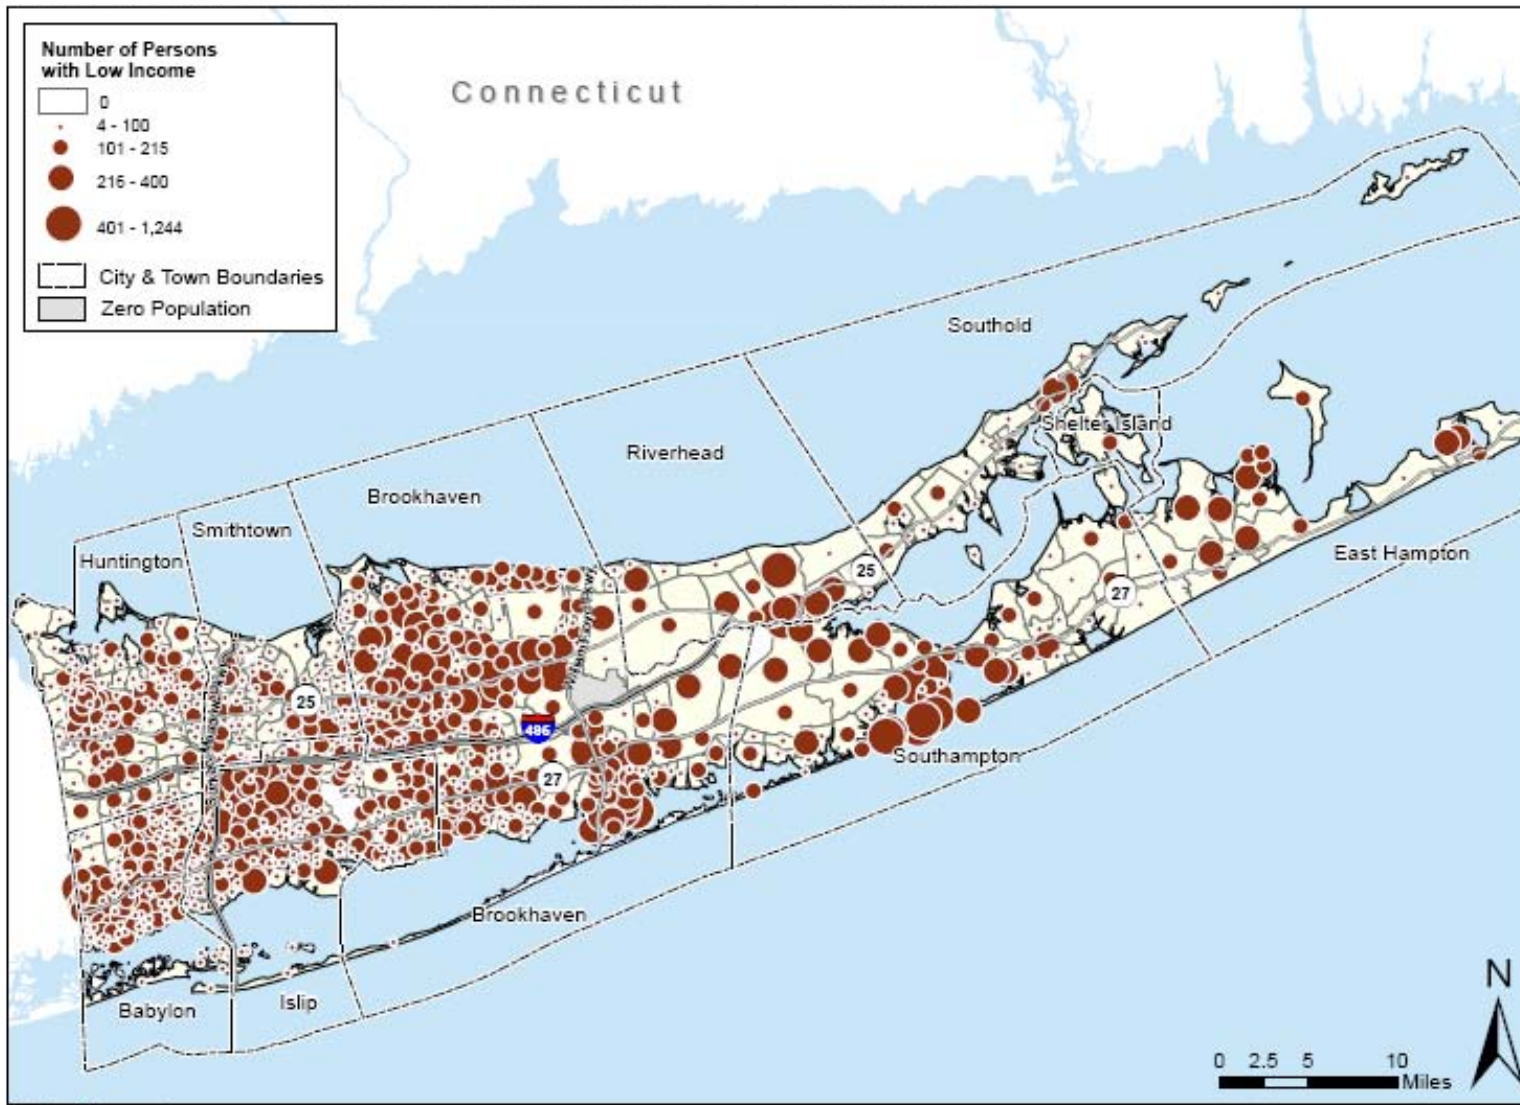 Number of Persons
with Low Income
0
4 - 100
101 - 215
216 - 400
401 - 1,244
City & Town Boundaries
Zero Population
Connecticut
Southold
Shelter Island
Riverhead
Brookhaven
Smithtown
Huntington
East Hampton
25
27
25
486
27
Southampton
Brookhaven
Islip
Babylon
N
0 2.5 5 10
Miles